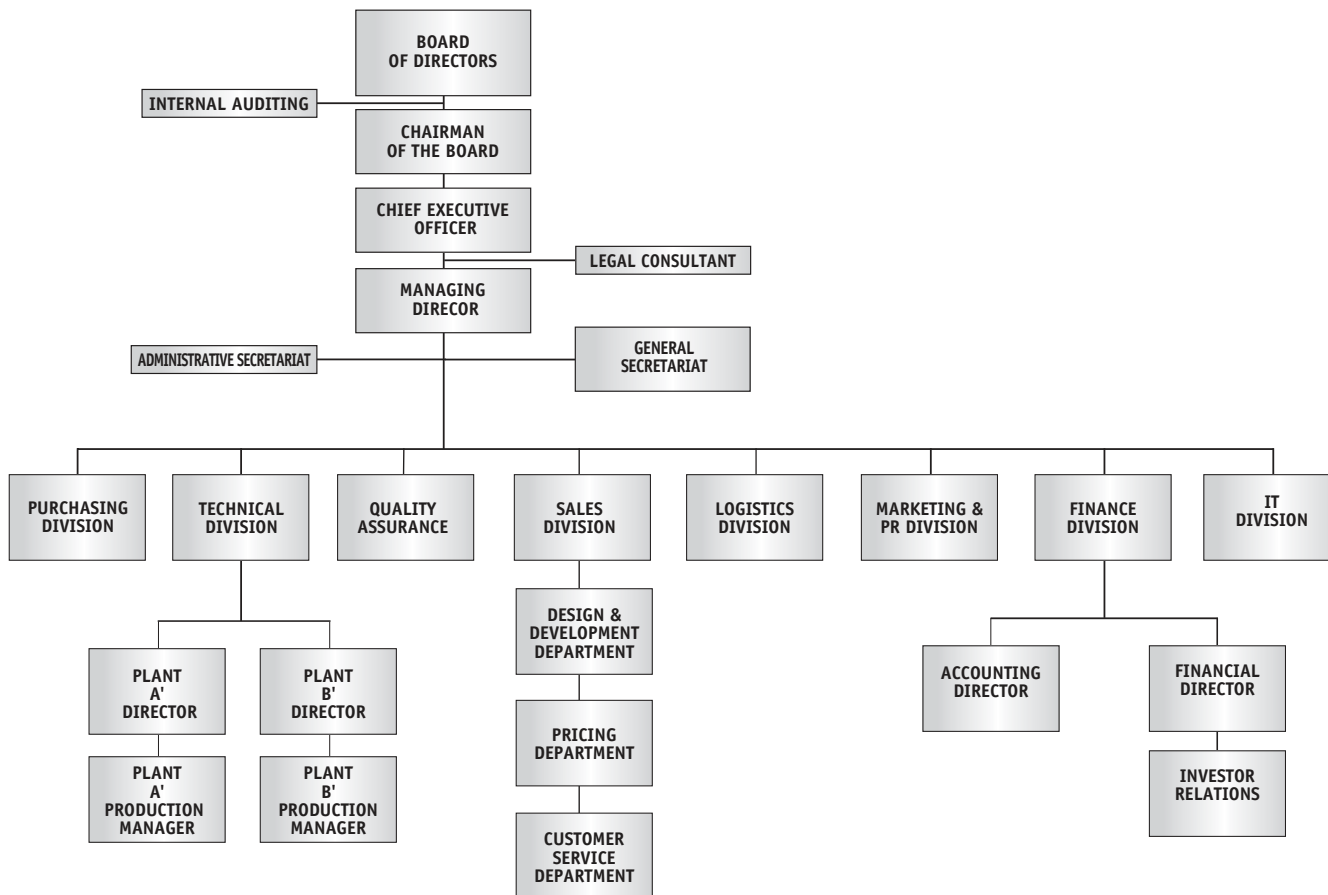 BOARD
OF DIRECTORS
INTERNAL AUDITING
CHAIRMAN
OF THE BOARD
CHIEF EXECUTIVE
OFFICER
LEGAL CONSULTANT
MANAGING
DIRECOR
ADMINISTRATIVE SECRETARIAT
GENERAL
SECRETARIAT
PURCHASING
DIVISION
TECHNICAL
DIVISION
QUALITY
ASSURANCE
SALES
DIVISION
LOGISTICS
DIVISION
MARKETING &
PR DIVISION
FINANCE
DIVISION
IT
DIVISION
PLANT
A'
DIRECTOR
PLANT
B'
DIRECTOR
DESIGN &
DEVELOPMENT
DEPARTMENT
ACCOUNTING
DIRECTOR
FINANCIAL
DIRECTOR
PLANT
A'
PRODUCTION
MANAGER
PLANT
B'
PRODUCTION
MANAGER
PRICING
DEPARTMENT
INVESTOR
RELATIONS
CUSTOMER
SERVICE
DEPARTMENT